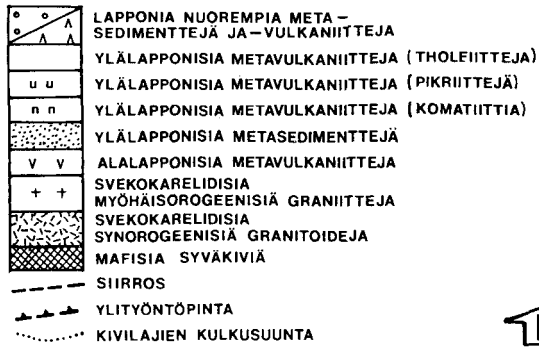 LAPPONIA NUOREMPIA META-
SEDIMENTTEJÄ JA-VULKANIITTEJA
YLÄLAPPONISIA METAVULKANIITTEJA (THOLEIITTEJA)
YLÄLAPPONISIA METAVULKANIITTEJA (PIKRIITTEJÄ)
YLÄLAPPONISIA METAVULKANIITTEJA (KOMATIITTIA)
YLÄLAPPONISIA METASEDIMENTTEJÄ
ALALAPPONISIA METAVULKANIITTEJA
SVEKOKARELIDISIA
MYÖHÄISOROGEENISIÄ GRANIITTEJA
SVEKOKARELIDISIA
SYNOROGEENISIÄ GRANITOIDEJA
MAFISIA SYVÄKIVIÄ
SIIRROS
YLITYÖNTÖPINTA
KIVILAJIEN KULKUSUUNTA